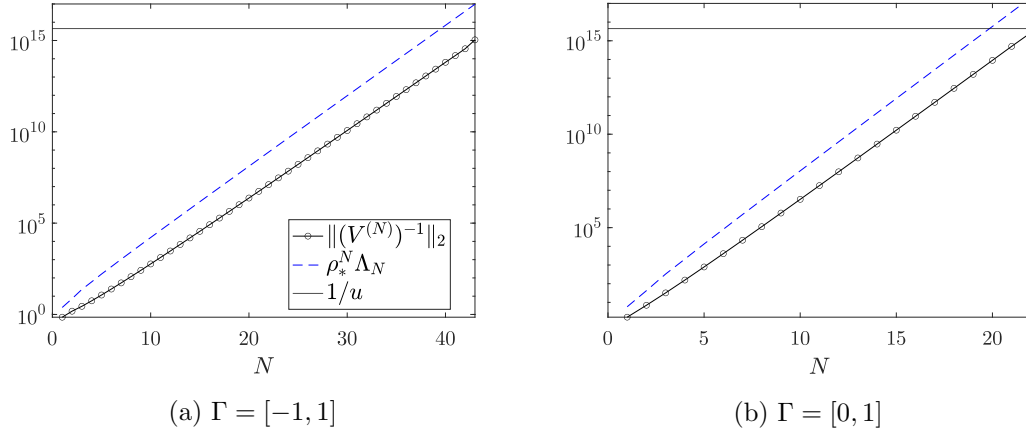 10^{15}
10^{10}
10^{5}
10^{0}
0 10 20 30 40
N
‖(V^{(N)})^{-1}‖_2
ρ_*^N Λ_N
1/u
(a) Γ = [−1, 1]
10^{15}
10^{10}
10^{5}
0 5 10 15 20
N
(b) Γ = [0, 1]